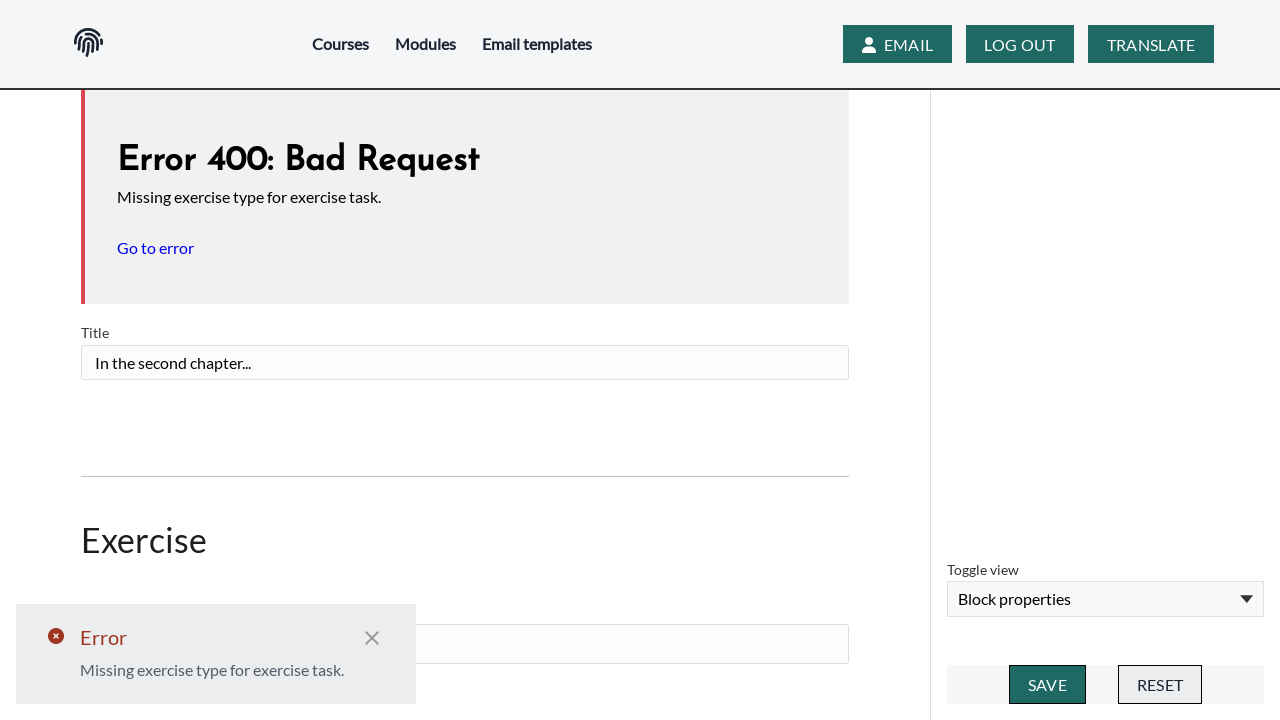 Courses
Modules
Email templates
EMAIL
LOG OUT
TRANSLATE
Error 400: Bad Request
Missing exercise type for exercise task.
Go to error
Title
In the second chapter...
Exercise
Toggle view
Block properties
Error
Missing exercise type for exercise task.
SAVE
RESET